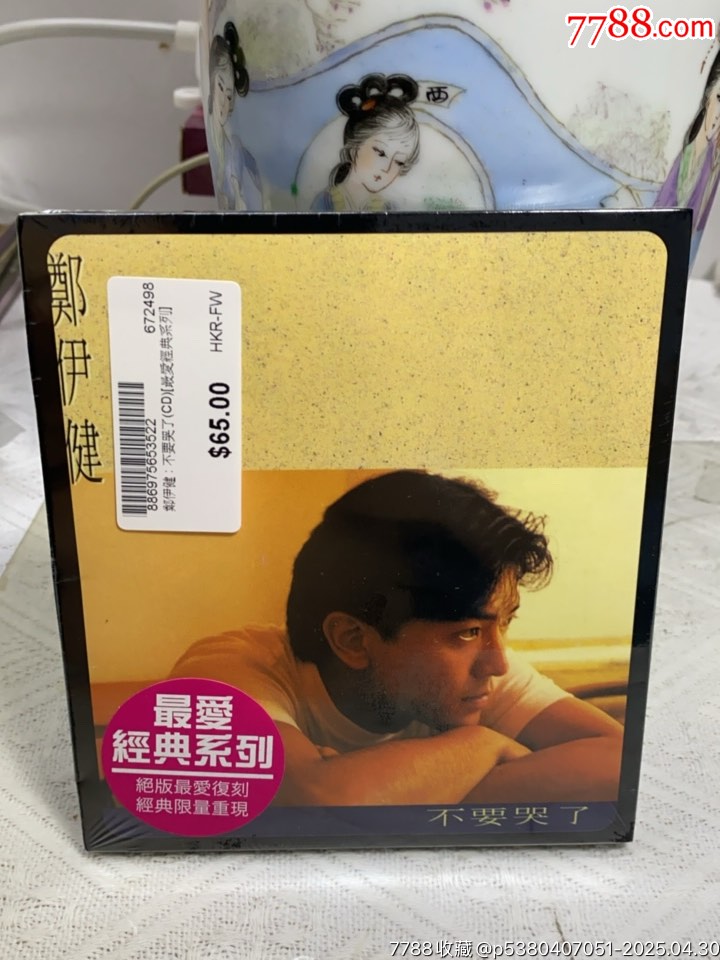 7788.com
西
鄭伊健
672498
HKR-FW
886975653522
鄭伊健：不要哭了(CD)[最愛經典系列]
$65.00
最愛
經典系列
絕版最愛復刻
經典限量重現
不要哭了
7788收藏@p5380407051-2025.04.30